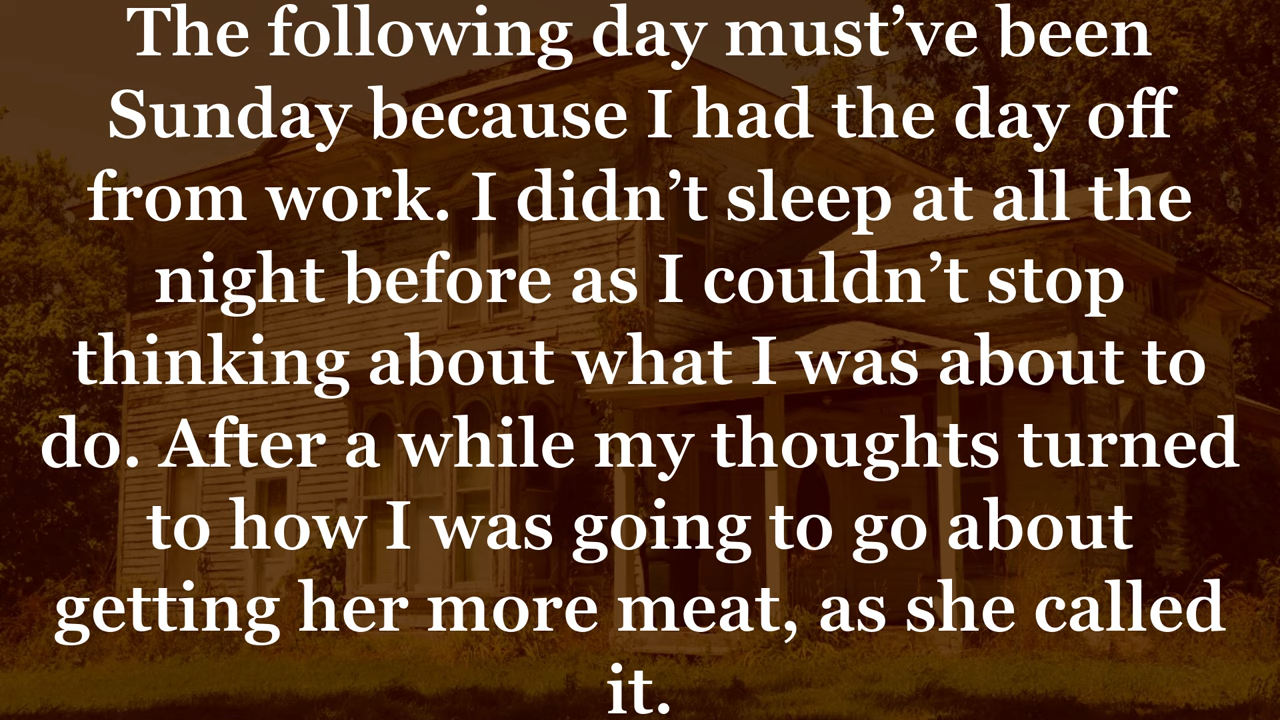 The following day must’ve been
Sunday because I had the day off
from work. I didn’t sleep at all the
night before as I couldn’t stop
thinking about what I was about to
do. After a while my thoughts turned
to how I was going to go about
getting her more meat, as she called
it.